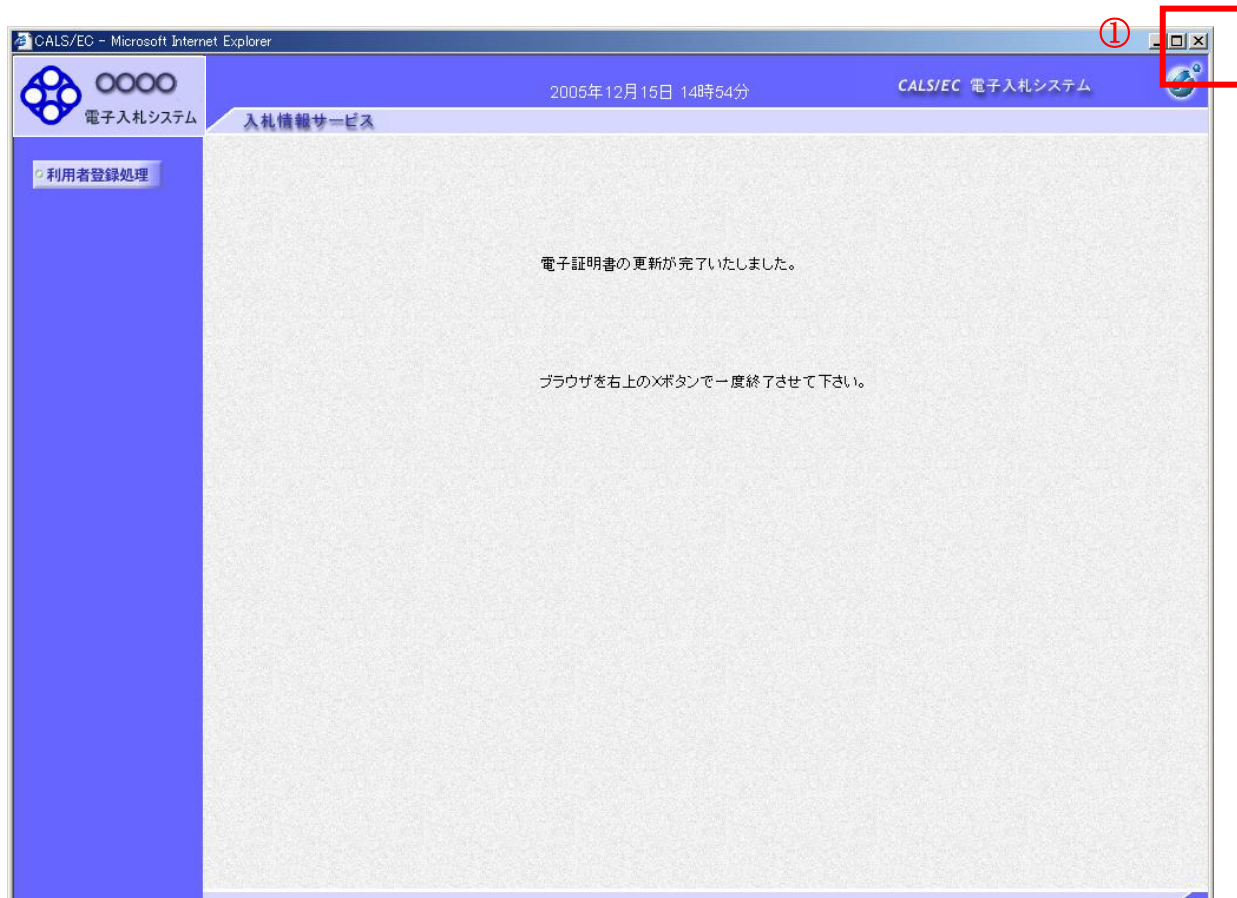 ①
CALS/EC - Microsoft Internet Explorer
〇〇〇〇
電子入札システム
2005年12月15日 14時54分
CALS/EC 電子入札システム
入札情報サービス
利用者登録処理
電子証明書の更新が完了いたしました。
ブラウザを右上の×ボタンで一度終了させて下さい。